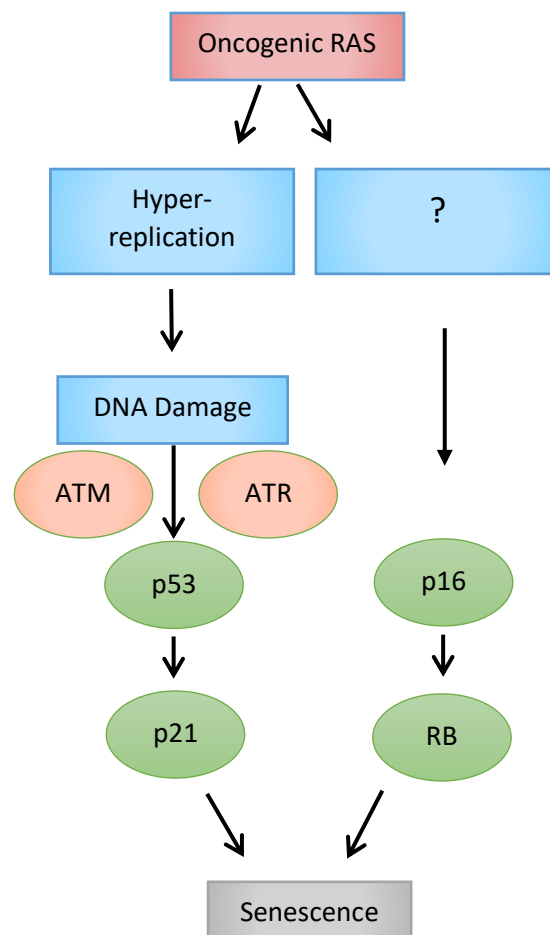 Oncogenic RAS
Hyper-
replication
?
DNA Damage
ATM
ATR
p53
p16
p21
RB
Senescence